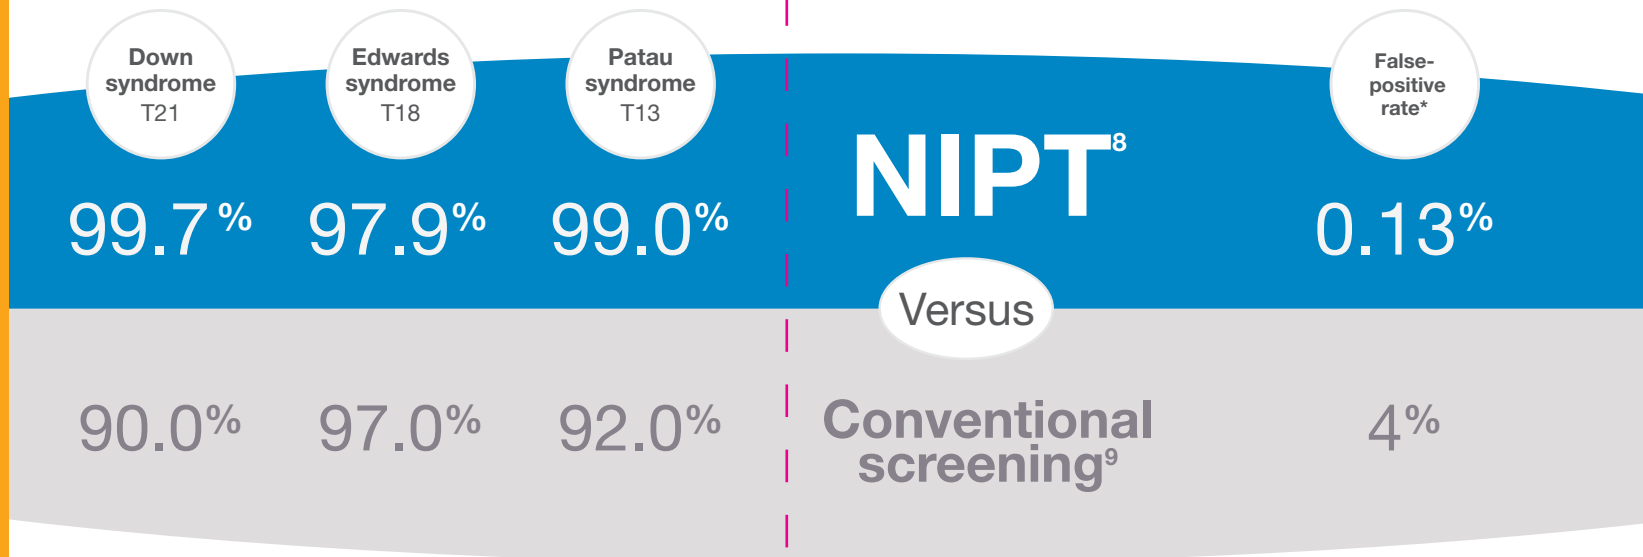 Down
syndrome
T21
Edwards
syndrome
T18
Patau
syndrome
T13
False-
positive
rate*
99.7%
97.9%
99.0%
NIPT⁸
0.13%
Versus
90.0%
97.0%
92.0%
Conventional
screening⁹
4%